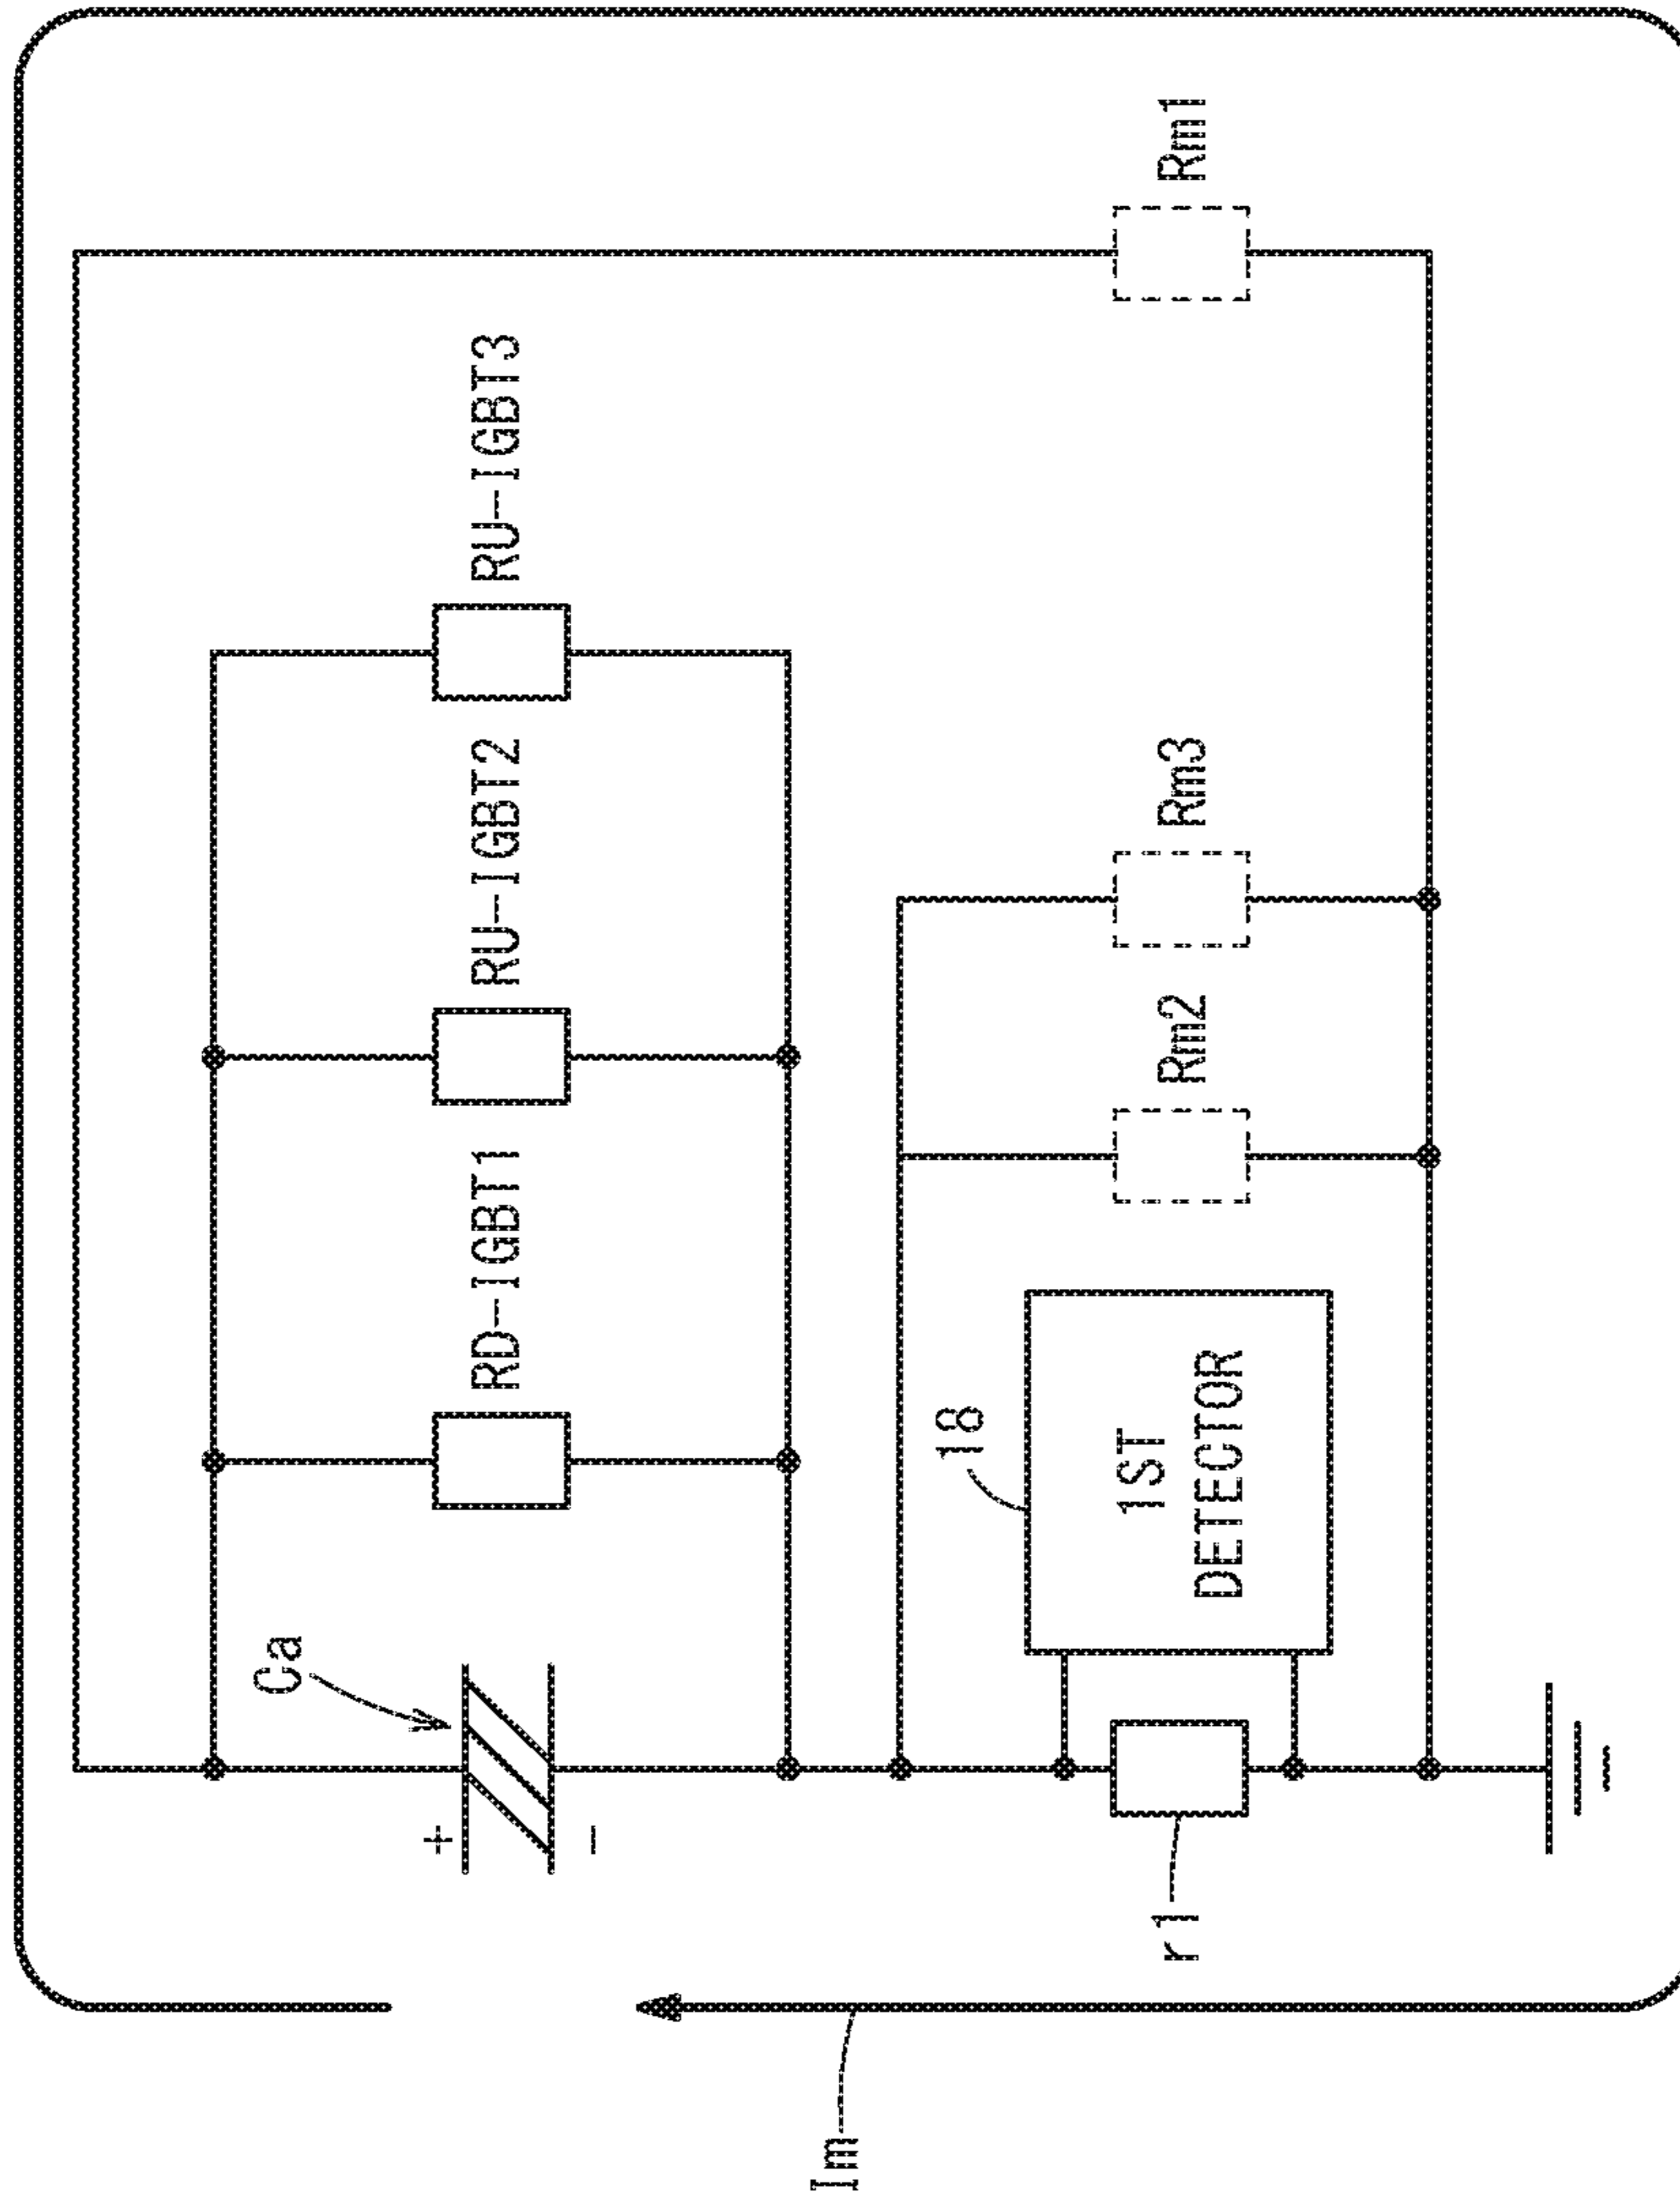 Ca
+
-
RD-IGBT1
RU-IGBT2
RU-IGBT3
Im
r1
18
1ST
DETECTOR
Rm2
Rm3
Rm1